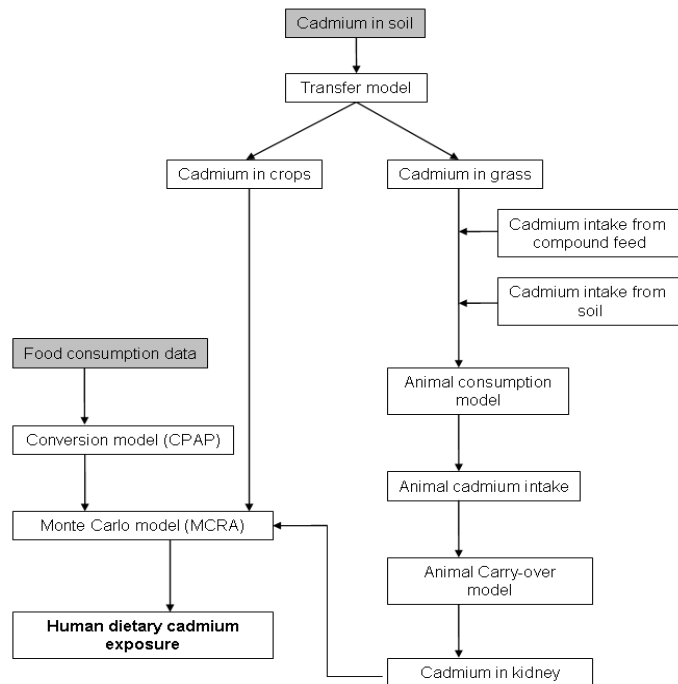 Cadmium in soil
Transfer model
Cadmium in crops
Cadmium in grass
Cadmium intake from
compound feed
Cadmium intake from
soil
Food consumption data
Animal consumption
model
Conversion model (CPAP)
Animal cadmium intake
Monte Carlo model (MCRA)
Animal Carry-over
model
Human dietary cadmium
exposure
Cadmium in kidney